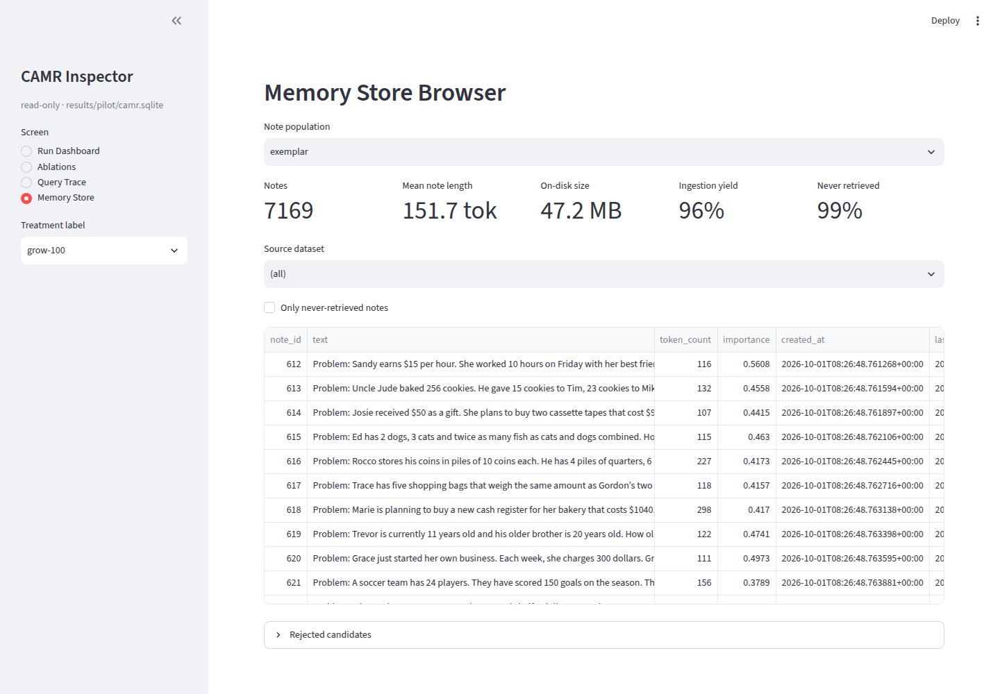 Deploy
CAMR Inspector
read-only · results/pilot/camr.sqlite
Screen
Run Dashboard
Ablations
Query Trace
Memory Store
Treatment label
grow-100
Memory Store Browser
Note population
exemplar
Notes Mean note length On-disk size Ingestion yield Never retrieved
7169 151.7 tok 47.2 MB 96% 99%
Source dataset
(all)
Only never-retrieved notes
note_id text token_count importance created_at las
612 Problem: Sandy earns $15 per hour. She worked 10 hours on Friday with her best frien 116 0.5608 2026-10-01T08:26:48.761268+00:00 20
613 Problem: Uncle Jude baked 256 cookies. He gave 15 cookies to Tim, 23 cookies to Mik 132 0.4558 2026-10-01T08:26:48.761594+00:00 20
614 Problem: Josie received $50 as a gift. She plans to buy two cassette tapes that cost $9 107 0.4415 2026-10-01T08:26:48.761897+00:00 20
615 Problem: Ed has 2 dogs, 3 cats and twice as many fish as cats and dogs combined. Ho 115 0.463 2026-10-01T08:26:48.762106+00:00 20
616 Problem: Rocco stores his coins in piles of 10 coins each. He has 4 piles of quarters, 6 227 0.4173 2026-10-01T08:26:48.762445+00:00 20
617 Problem: Trace has five shopping bags that weigh the same amount as Gordon’s two 118 0.4157 2026-10-01T08:26:48.762716+00:00 20
618 Problem: Marie is planning to buy a new cash register for her bakery that costs $1040. 298 0.417 2026-10-01T08:26:48.763138+00:00 20
619 Problem: Trevor is currently 11 years old and his older brother is 20 years old. How ol 122 0.4741 2026-10-01T08:26:48.763398+00:00 20
620 Problem: Grace just started her own business. Each week, she charges 300 dollars. Gr 111 0.4973 2026-10-01T08:26:48.763595+00:00 20
621 Problem: A soccer team has 24 players. They have scored 150 goals on the season. Th 156 0.3789 2026-10-01T08:26:48.763881+00:00 20
Rejected candidates